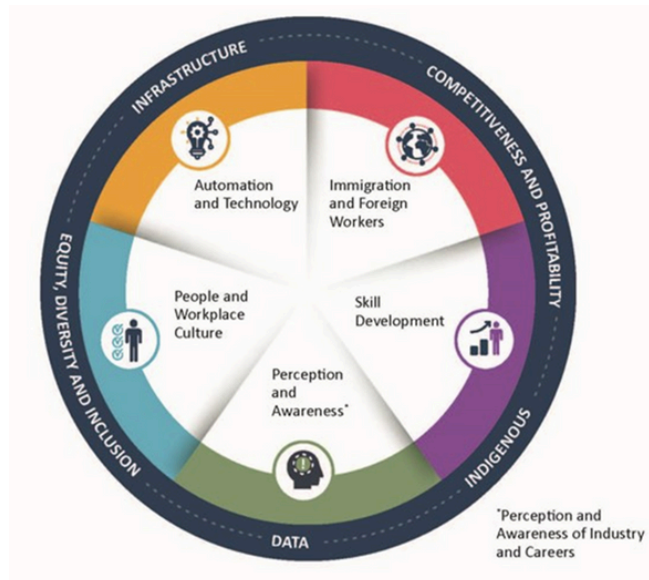 INFRASTRUCTURE
COMPETITIVENESS AND PROFITABILITY
Automation
and Technology
Immigration
and Foreign
Workers
EQUITY, DIVERSITY AND INCLUSION
People and
Workplace
Culture
Skill
Development
Perception
and
Awareness*
INDIGENOUS
DATA
*Perception and
Awareness of Industry
and Careers